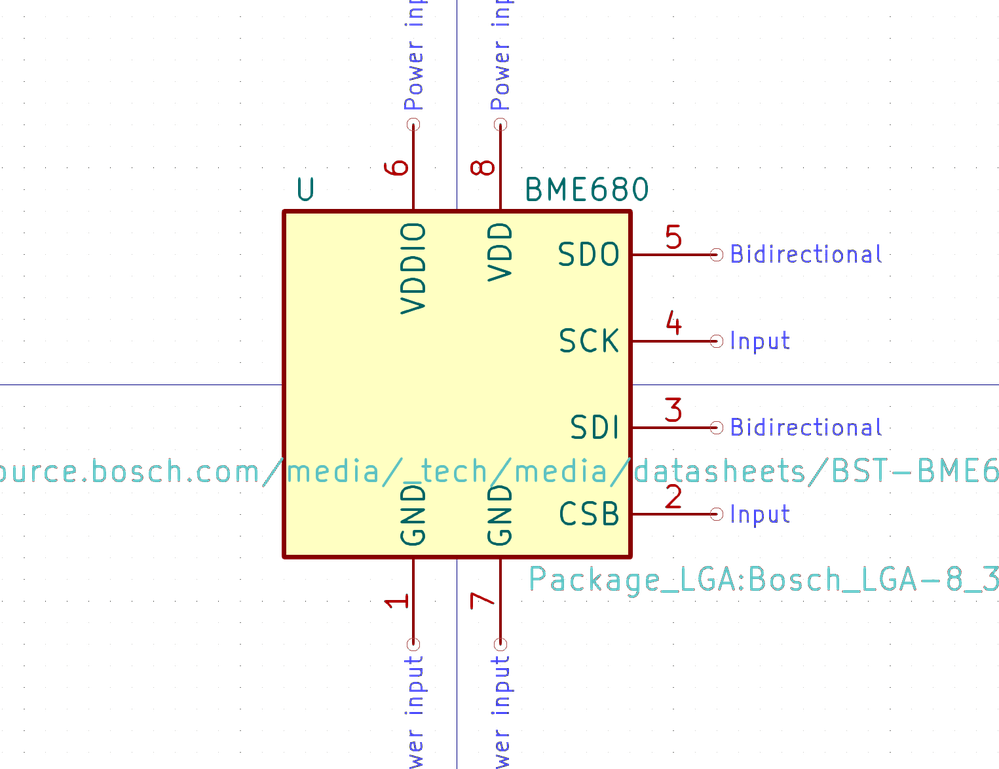 Power inp
Power inp
6
8
U
BME680
VDDIO
VDD
SDO
5
Bidirectional
SCK
4
Input
SDI
3
Bidirectional
ource.bosch.com/media/_tech/media/datasheets/BST-BME6
GND
GND
CSB
2
Input
Package_LGA:Bosch_LGA-8_3
1
7
wer input
wer input